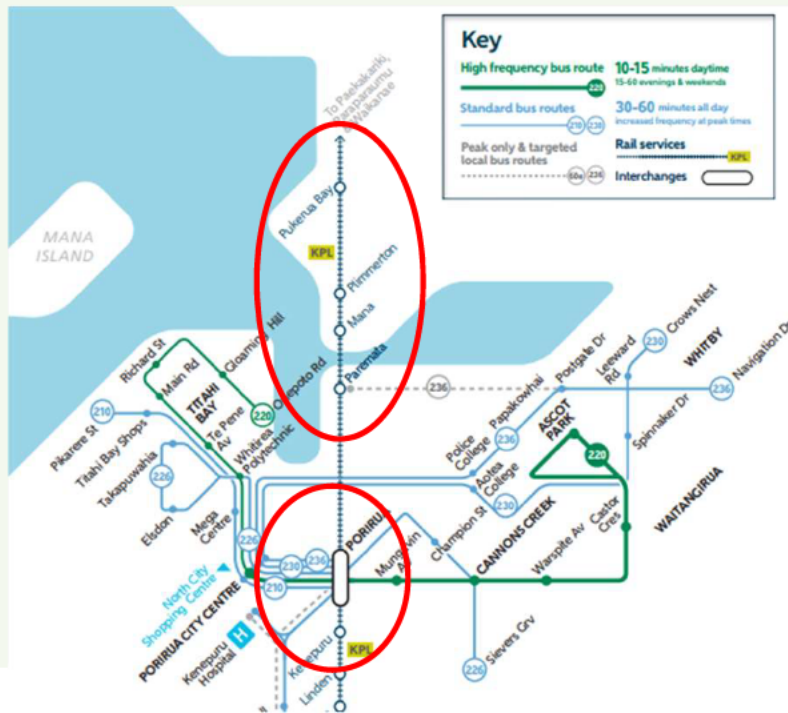 Key
High frequency bus route
220
10-15 minutes daytime
15-60 evenings & weekends
Standard bus routes
210 236
30-60 minutes all day
increased frequency at peak times
Peak only & targeted
local bus routes
60e 236
Rail services
KPL
Interchanges
To Paekakariki,
Paraparaumu
& Waikanae
MANA
ISLAND
Pukerua Bay
KPL
Plimmerton
Mana
Paremata
236
Richard St
Main Rd
Gloaming Hill
Onepoto Rd
220
TITAHI
BAY
210
Pikarere St
Titahi Bay Shops
Te Pene
Av
Whitirea
Polytechnic
Takapuwahia
226
Elsdon
Mega
Centre
226
230
236
210
North City
Shopping Centre
PORIRUA CITY CENTRE
Kenepuru
Hospital
H
PORIRUA
Kenepuru
KPL
Linden
Mungavin
Av
Champion St
CANNONS CREEK
Warspite Av
Castor
Cres
WAITANGIRUA
226
Sievers Grv
Police
College
Papakowhai
236
Aotea
College
230
Postgate Dr
ASCOT
PARK
220
Leeward
Rd
230
Crows Nest
WHITBY
Spinnaker Dr
236
Navigation Dr